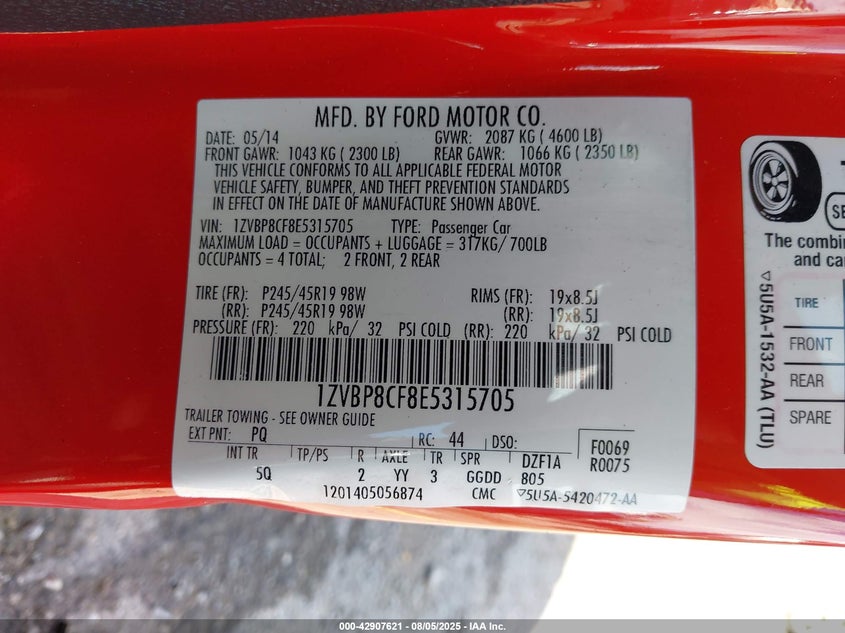 MFD. BY FORD MOTOR CO.
DATE: 05/14 GVWR: 2087 KG ( 4600 LB)
FRONT GAWR: 1043 KG ( 2300 LB) REAR GAWR: 1066 KG ( 2350 LB)
THIS VEHICLE CONFORMS TO ALL APPLICABLE FEDERAL MOTOR
VEHICLE SAFETY, BUMPER, AND THEFT PREVENTION STANDARDS
IN EFFECT ON THE DATE OF MANUFACTURE SHOWN ABOVE.
VIN: 1ZVBP8CF8E5315705 TYPE: Passenger Car
MAXIMUM LOAD = OCCUPANTS + LUGGAGE = 317KG/ 700LB
OCCUPANTS = 4 TOTAL; 2 FRONT, 2 REAR
TIRE (FR): P245/45R19 98W RIMS (FR): 19x8.5J
(RR): P245/45R19 98W (RR): 19x8.5J
PRESSURE (FR): 220 kPa/ 32 PSI COLD (RR): 220 kPa/ 32 PSI COLD
1ZVBP8CF8E5315705
TRAILER TOWING - SEE OWNER GUIDE
EXT PNT: PQ RC: 44 DSO: F0069
INT TR TP/PS R AXLE TR SPR DZF1A R0075
5Q 2 YY 3 GGDD B05
1201405056874 CMC ▽5U5A-5420472-AA
SE
The combin
and car
▽5U5A-1532-AA (TLU)
TIRE
FRONT
REAR
SPARE
000-42907621 - 08/05/2025 - IAA Inc.